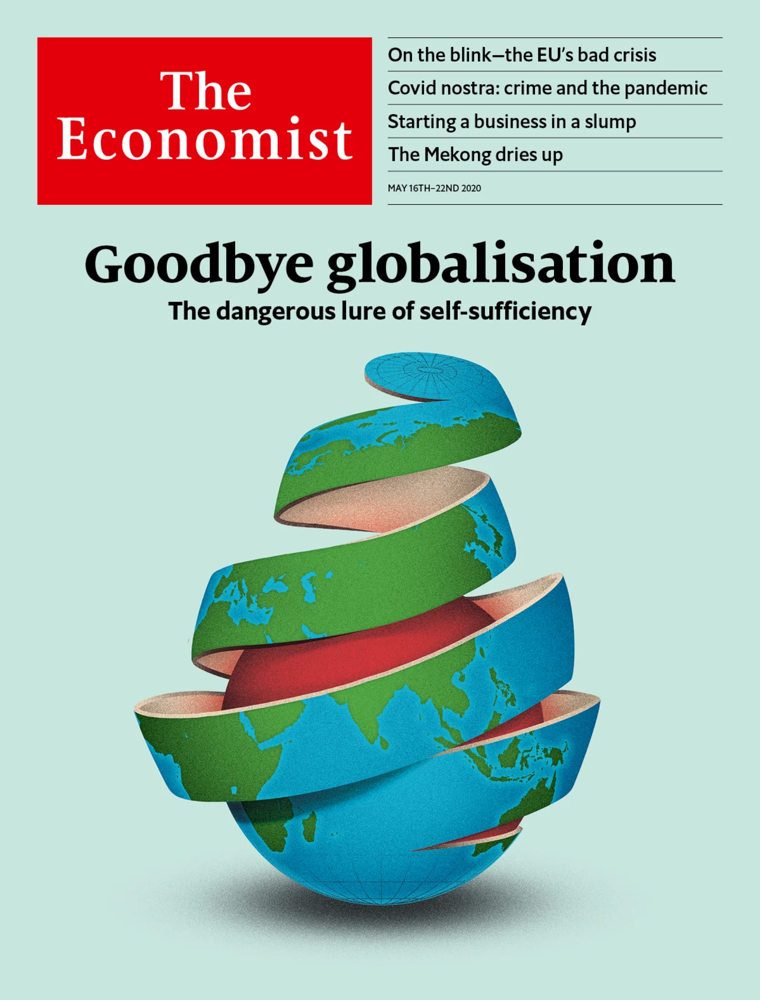 The
Economist
On the blink—the EU’s bad crisis
Covid nostra: crime and the pandemic
Starting a business in a slump
The Mekong dries up
MAY 16TH–22ND 2020
Goodbye globalisation
The dangerous lure of self-sufficiency